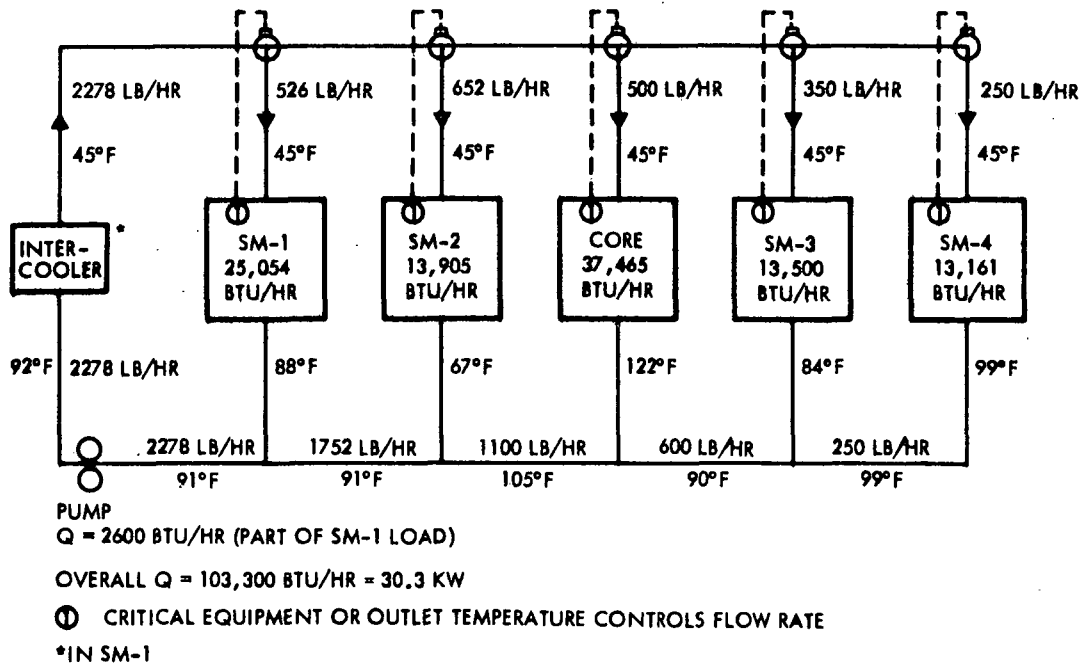 2278 LB/HR
526 LB/HR
652 LB/HR
500 LB/HR
350 LB/HR
250 LB/HR
45°F
45°F
45°F
45°F
45°F
45°F
INTER-
COOLER
*
SM-1
25,054
BTU/HR
SM-2
13,905
BTU/HR
CORE
37,465
BTU/HR
SM-3
13,500
BTU/HR
SM-4
13,161
BTU/HR
92°F
2278 LB/HR
88°F
67°F
122°F
84°F
99°F
2278 LB/HR
1752 LB/HR
1100 LB/HR
600 LB/HR
250 LB/HR
91°F
91°F
105°F
90°F
99°F
PUMP
Q = 2600 BTU/HR (PART OF SM-1 LOAD)
OVERALL Q = 103,300 BTU/HR = 30.3 KW
CRITICAL EQUIPMENT OR OUTLET TEMPERATURE CONTROLS FLOW RATE
*IN SM-1